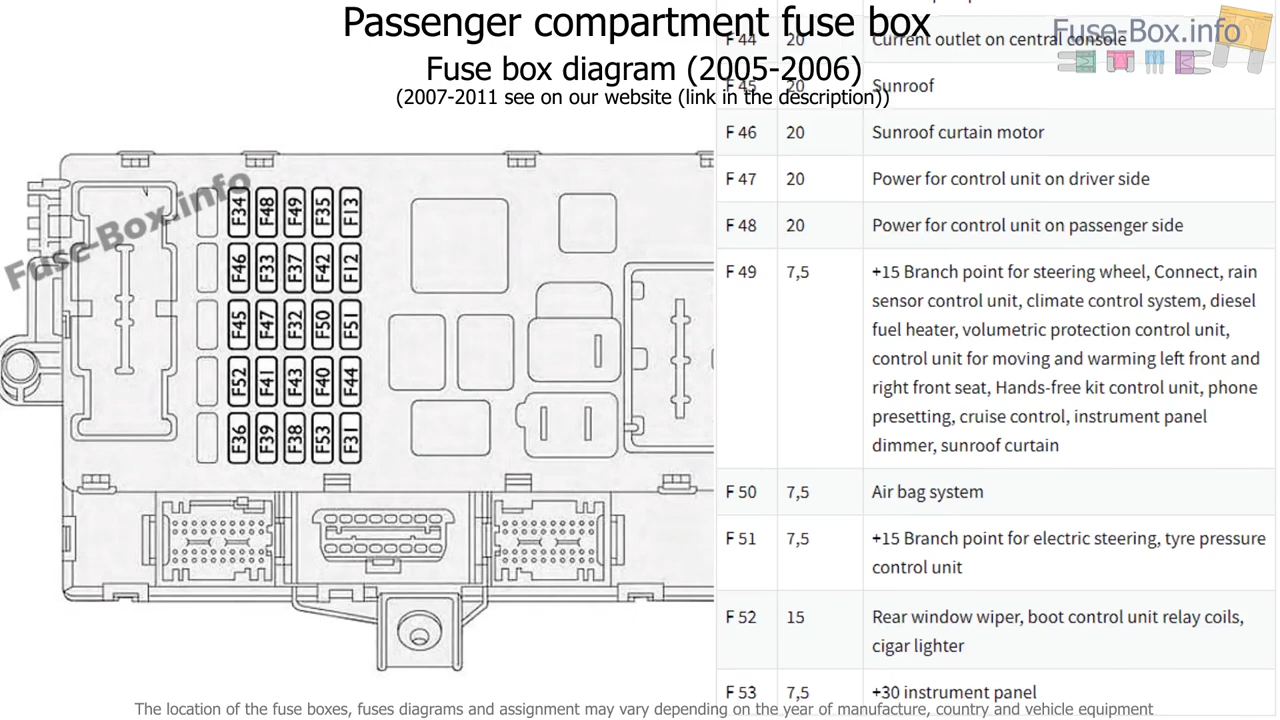 Passenger compartment fuse box
Fuse box diagram (2005-2006)
(2007-2011 see on our website (link in the description))
Fuse-Box.info
Fuse-Box.info
F34 F48 F49 F35 F13
F46 F33 F37 F42 F12
F45 F47 F32 F50 F51
F52 F41 F43 F40 F44
F36 F39 F38 F53 F31
F 44 20 Current outlet on central console
F 45 20 Sunroof
F 46 20 Sunroof curtain motor
F 47 20 Power for control unit on driver side
F 48 20 Power for control unit on passenger side
F 49 7,5 +15 Branch point for steering wheel, Connect, rain
sensor control unit, climate control system, diesel
fuel heater, volumetric protection control unit,
control unit for moving and warming left front and
right front seat, Hands-free kit control unit, phone
presetting, cruise control, instrument panel
dimmer, sunroof curtain
F 50 7,5 Air bag system
F 51 7,5 +15 Branch point for electric steering, tyre pressure
control unit
F 52 15 Rear window wiper, boot control unit relay coils,
cigar lighter
F 53 7,5 +30 instrument panel
The location of the fuse boxes, fuses diagrams and assignment may vary depending on the year of manufacture, country and vehicle equipment